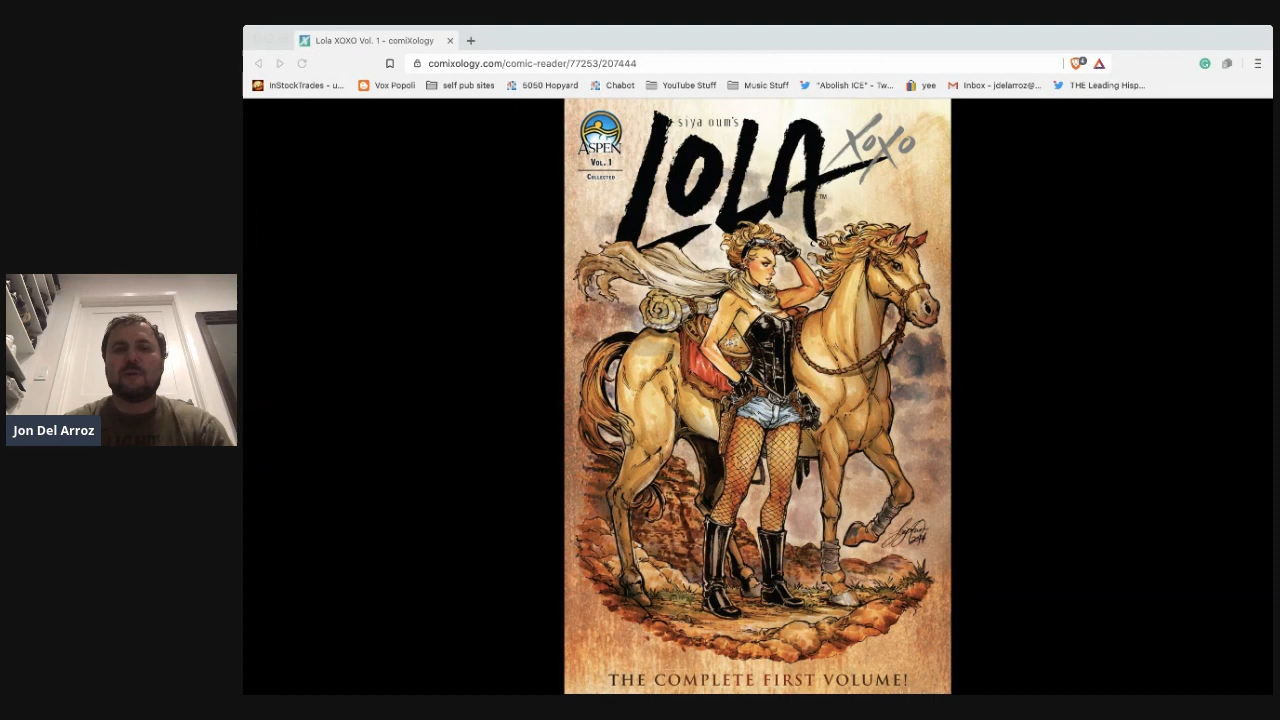 Lola XOXO Vol. 1 - comiXology
comixology.com/comic-reader/77253/207444
InStockTrades - u... Vox Popoli self pub sites 5050 Hopyard Chabot YouTube Stuff Music Stuff "Abolish ICE" - Tw... yee Inbox - jdelarroz@... THE Leading Hisp...
siya oum's
LOLA XOXO
TM
ASPEN
VOL. 1
COLLECTED
Jon Del Arroz
THE COMPLETE FIRST VOLUME!